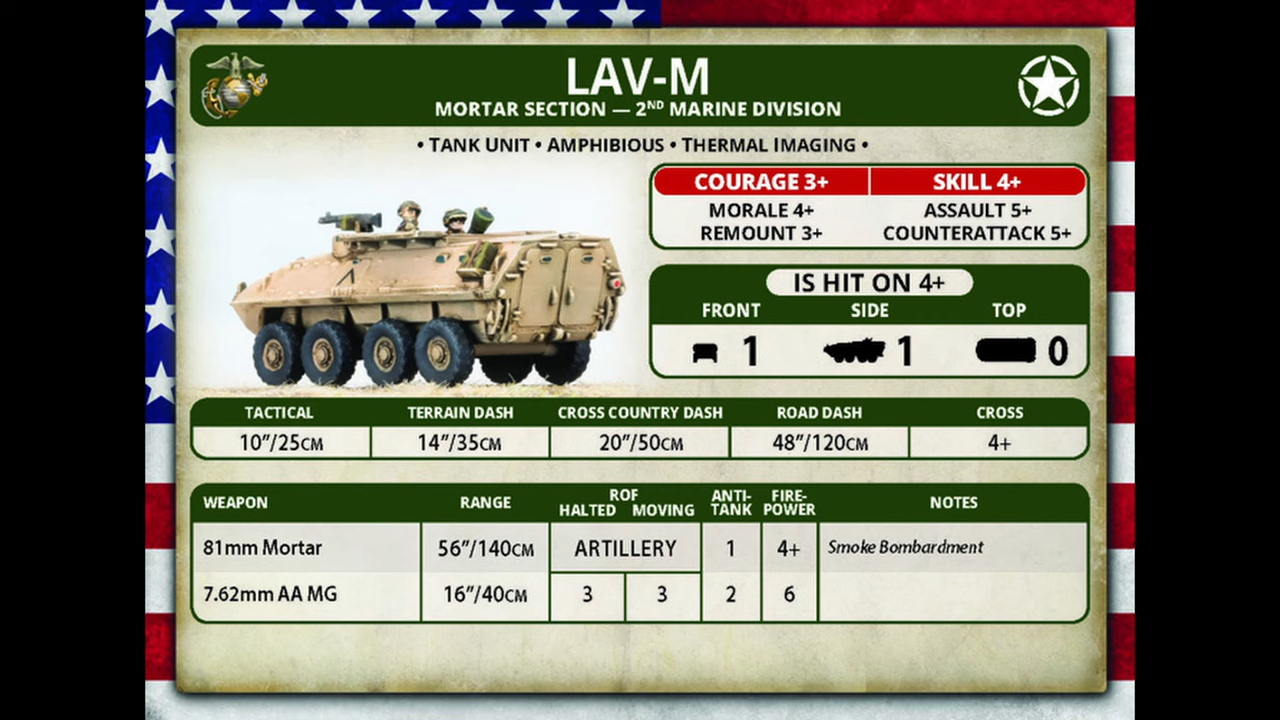 LAV-M
MORTAR SECTION — 2ND MARINE DIVISION
• TANK UNIT • AMPHIBIOUS • THERMAL IMAGING •
COURAGE 3+ SKILL 4+
MORALE 4+ ASSAULT 5+
REMOUNT 3+ COUNTERATTACK 5+
IS HIT ON 4+
FRONT SIDE TOP
1 1 0
TACTICAL TERRAIN DASH CROSS COUNTRY DASH ROAD DASH CROSS
10”/25CM 14”/35CM 20”/50CM 48”/120CM 4+
WEAPON RANGE ROF HALTED MOVING ANTI-TANK FIRE-POWER NOTES
81mm Mortar 56”/140CM ARTILLERY 1 4+ Smoke Bombardment
7.62mm AA MG 16”/40CM 3 3 2 6